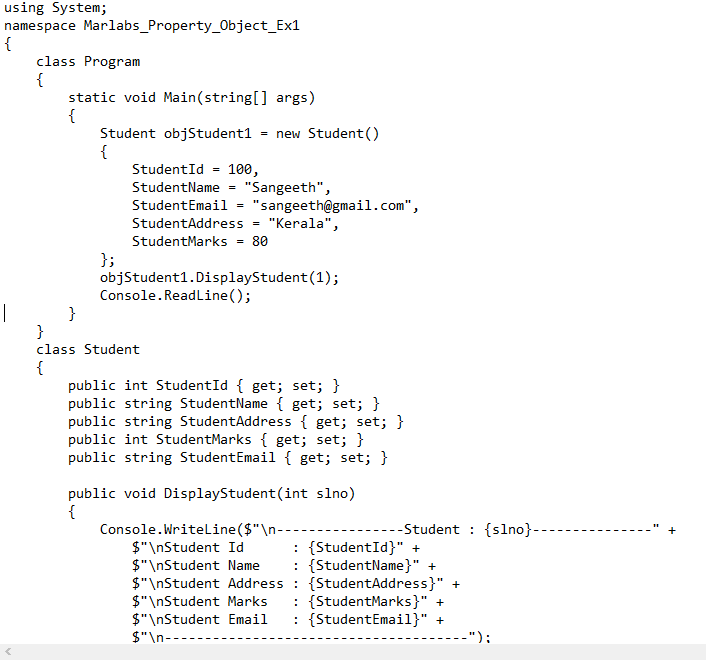 using System;
namespace Marlabs_Property_Object_Ex1
{
    class Program
    {
        static void Main(string[] args)
        {
            Student objStudent1 = new Student()
            {
                StudentId = 100,
                StudentName = "Sangeeth",
                StudentEmail = "sangeeth@gmail.com",
                StudentAddress = "Kerala",
                StudentMarks = 80
            };
            objStudent1.DisplayStudent(1);
            Console.ReadLine();
        }
    }
    class Student
    {
        public int StudentId { get; set; }
        public string StudentName { get; set; }
        public string StudentAddress { get; set; }
        public int StudentMarks { get; set; }
        public string StudentEmail { get; set; }

        public void DisplayStudent(int slno)
        {
            Console.WriteLine($"\n----------------Student : {slno}---------------" +
                $"\nStudent Id      : {StudentId}" +
                $"\nStudent Name    : {StudentName}" +
                $"\nStudent Address : {StudentAddress}" +
                $"\nStudent Marks   : {StudentMarks}" +
                $"\nStudent Email   : {StudentEmail}" +
                $"\n--------------------------------------");